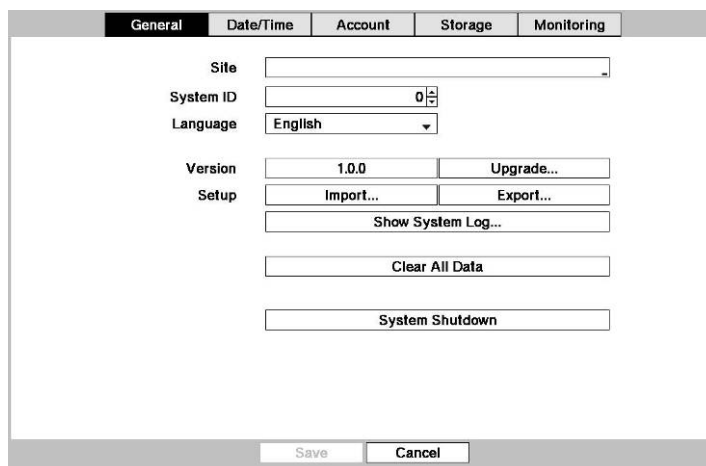 General Date/Time Account Storage Monitoring
Site
System ID 0
Language English
Version 1.0.0 Upgrade...
Setup Import... Export...
Show System Log...
Clear All Data
System Shutdown
Save Cancel